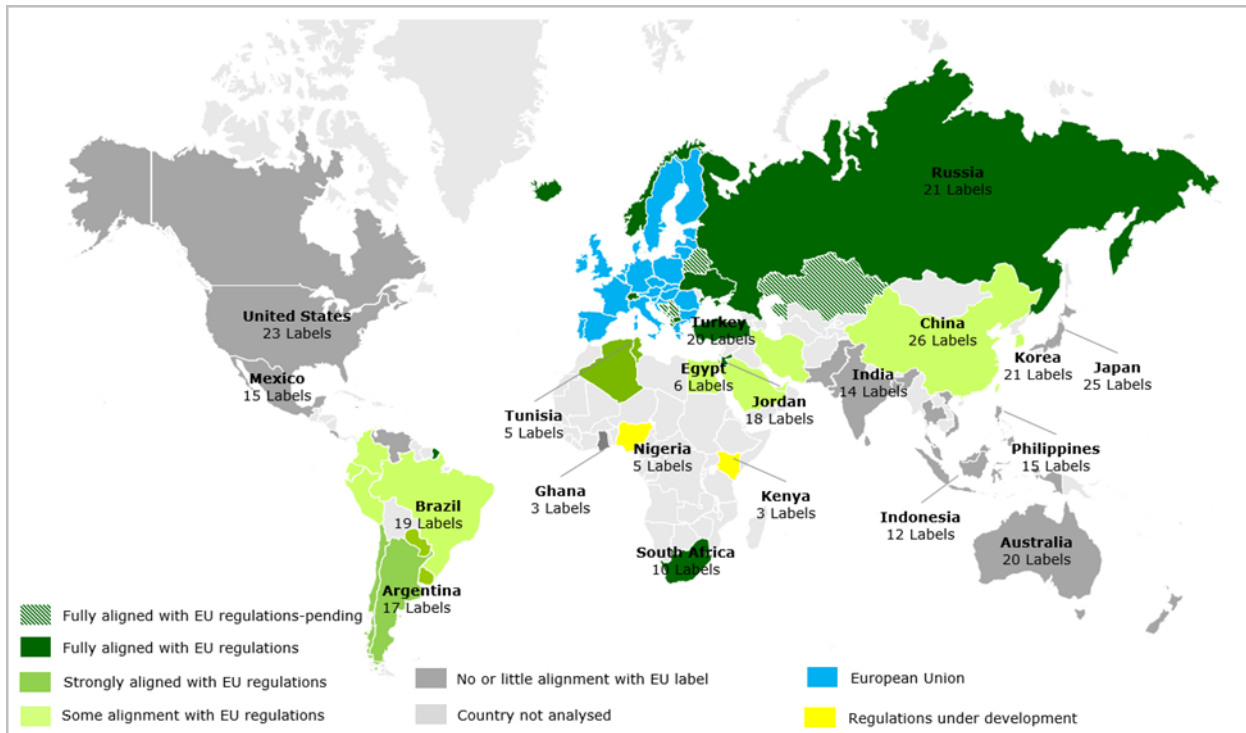 Russia
21 Labels
United States
23 Labels
Turkey
20 Labels
China
26 Labels
Mexico
15 Labels
Egypt
6 Labels
India
14 Labels
Korea
21 Labels
Japan
25 Labels
Jordan
18 Labels
Tunisia
5 Labels
Nigeria
5 Labels
Philippines
15 Labels
Ghana
3 Labels
Kenya
3 Labels
Brazil
19 Labels
Indonesia
12 Labels
Australia
20 Labels
South Africa
10 Labels
Argentina
17 Labels
Fully aligned with EU regulations-pending
Fully aligned with EU regulations
Strongly aligned with EU regulations
Some alignment with EU regulations
No or little alignment with EU label
Country not analysed
European Union
Regulations under development